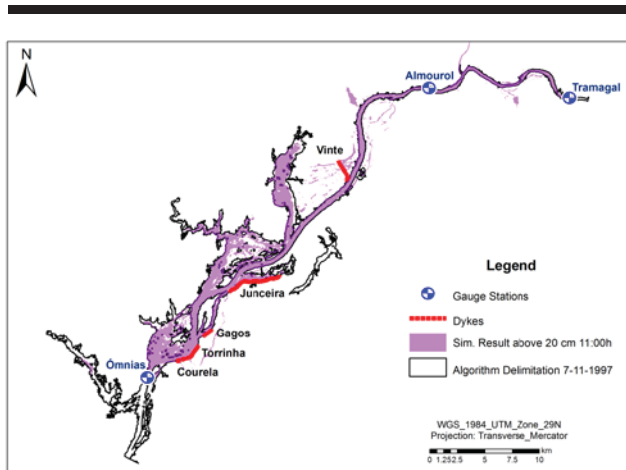 N
Almourol
Tramagal
Vinte
Junceira
Gagos
Torrinha
Courela
Ómnias
Legend
Gauge Stations
Dykes
Sim. Result above 20 cm 11:00h
Algorithm Delimitation 7-11-1997
WGS_1984_UTM_Zone_29N
Projection: Transverse_Mercator
km
0 1.252.5 5 7.5 10